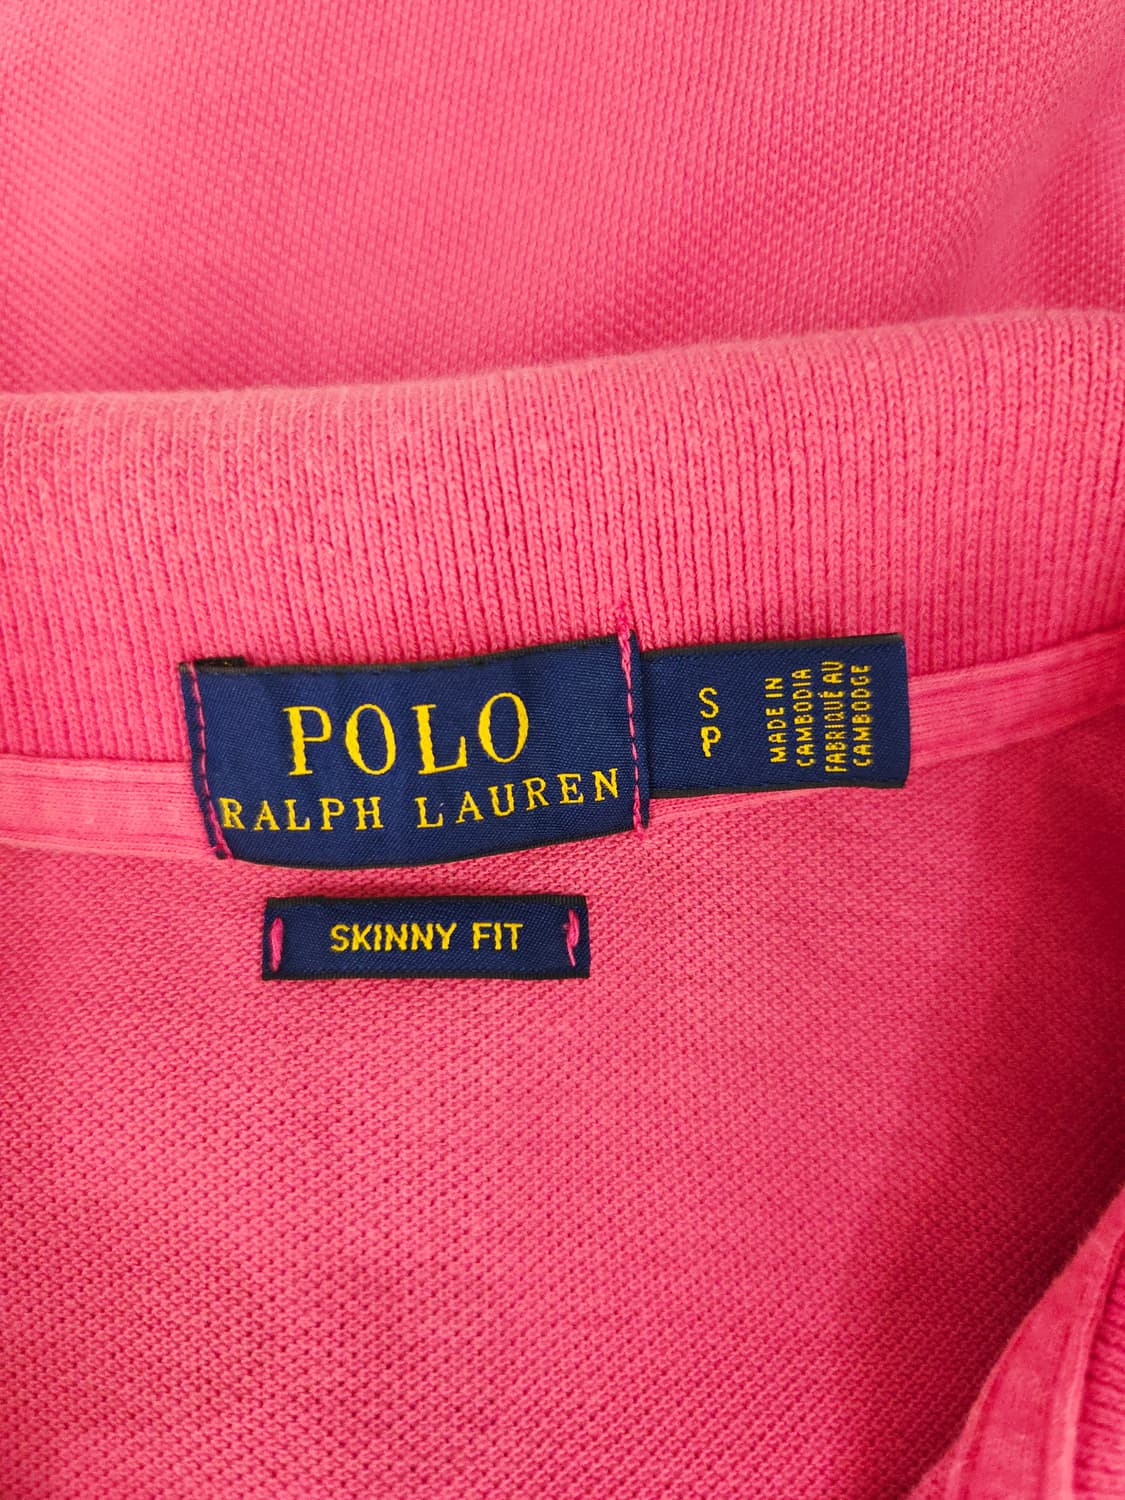 POLO
RALPH LAUREN
S
P
MADE IN
CAMBODIA
FABRIQUÉ AU
CAMBODGE
SKINNY FIT